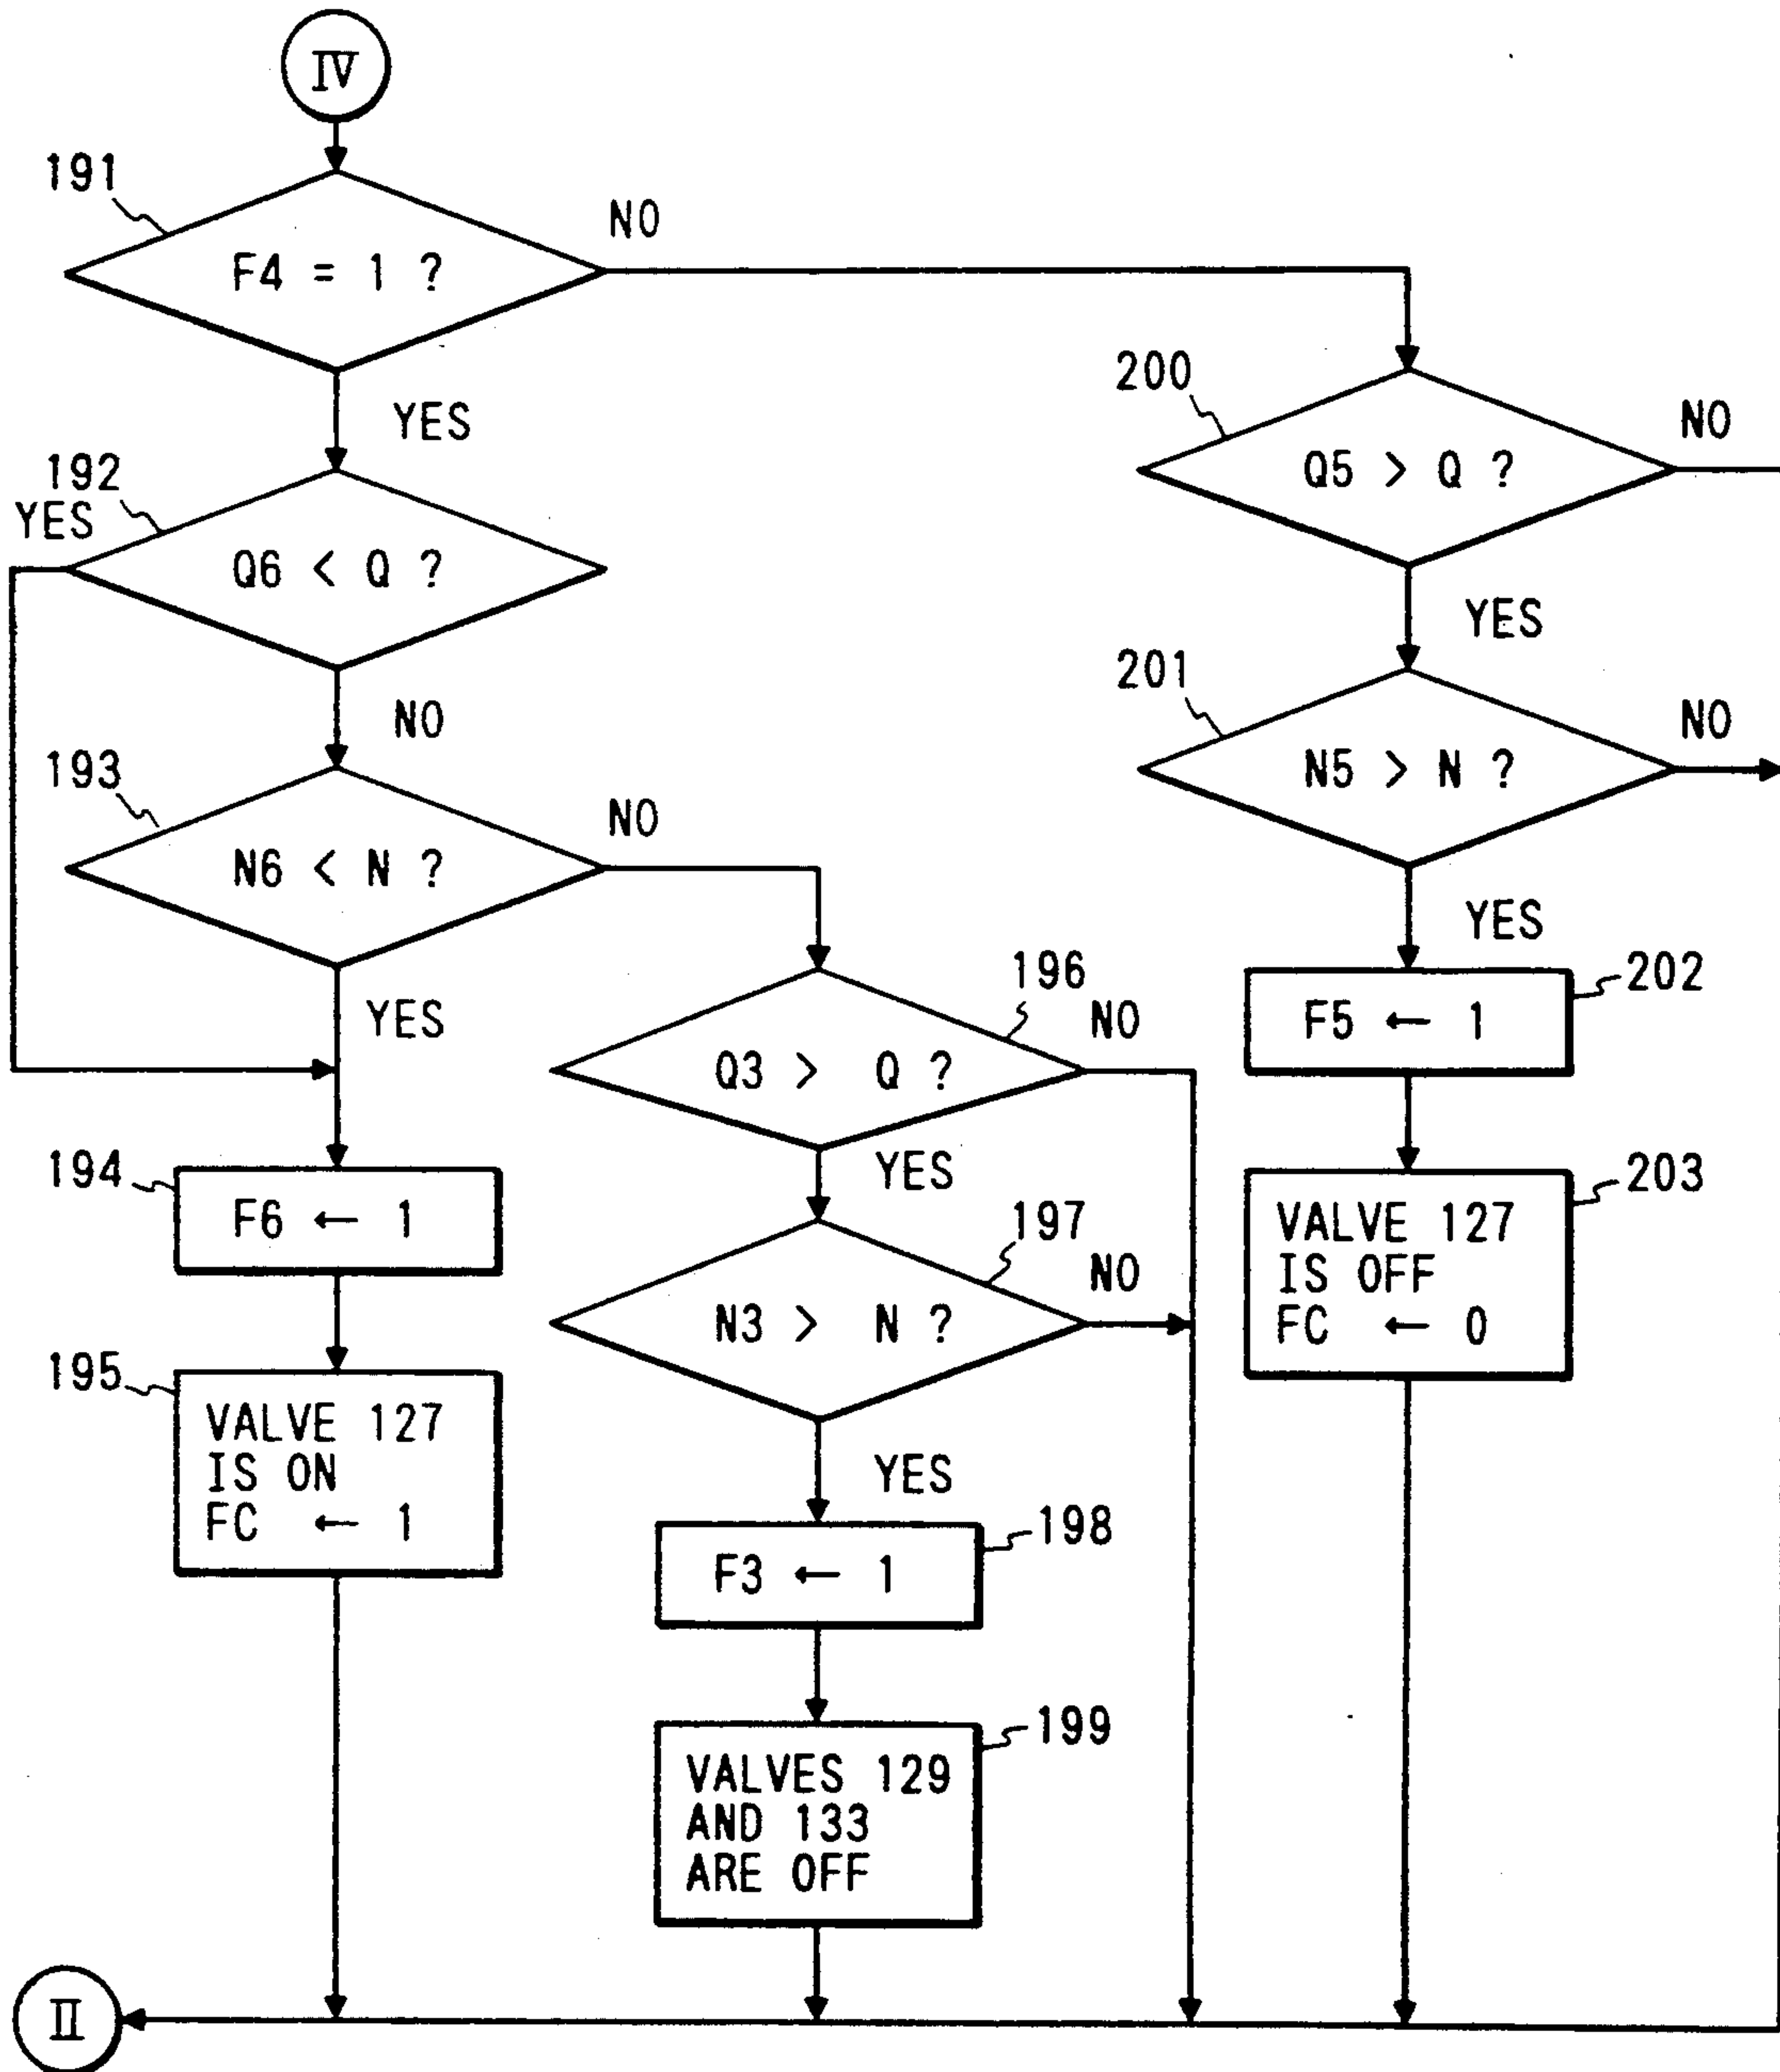 IV
191
F4 = 1 ?
NO
YES
192
YES
Q6 < Q ?
NO
193
N6 < N ?
NO
YES
194
F6 ← 1
195
VALVE 127
IS ON
FC ← 1
196
Q3 > Q ?
NO
YES
197
N3 > N ?
NO
YES
198
F3 ← 1
199
VALVES 129
AND 133
ARE OFF
200
Q5 > Q ?
NO
YES
201
N5 > N ?
NO
YES
202
F5 ← 1
203
VALVE 127
IS OFF
FC ← 0
II